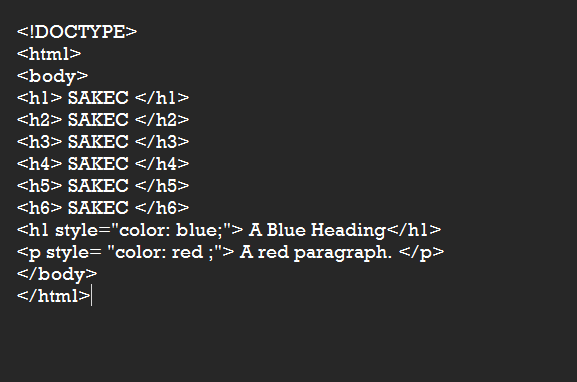 <!DOCTYPE>
<html>
<body>
<h1> SAKEC </h1>
<h2> SAKEC </h2>
<h3> SAKEC </h3>
<h4> SAKEC </h4>
<h5> SAKEC </h5>
<h6> SAKEC </h6>
<h1 style="color: blue;"> A Blue Heading</h1>
<p style= "color: red ;"> A red paragraph. </p>
</body>
</html>